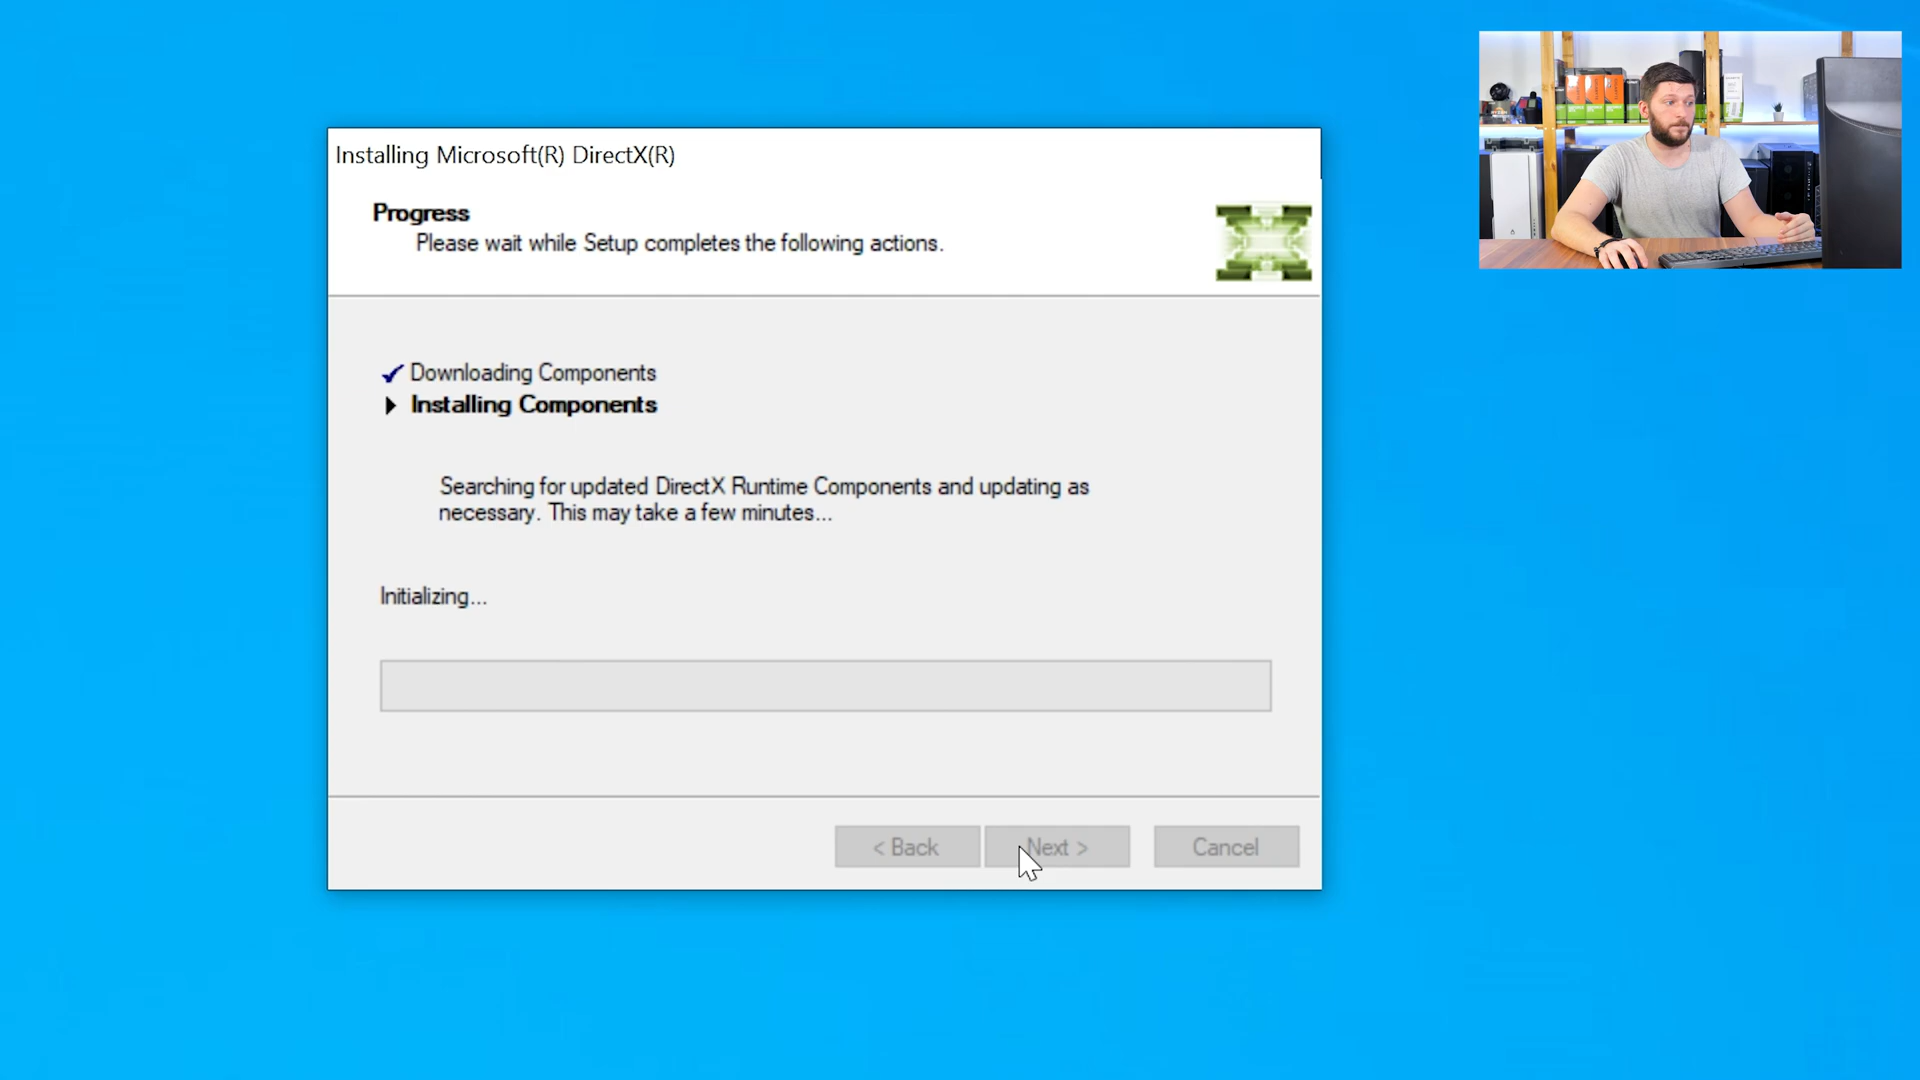 Installing Microsoft(R) DirectX(R)
Progress
Please wait while Setup completes the following actions.
Downloading Components
Installing Components
Searching for updated DirectX Runtime Components and updating as
necessary. This may take a few minutes...
Initializing...
< Back
Next >
Cancel